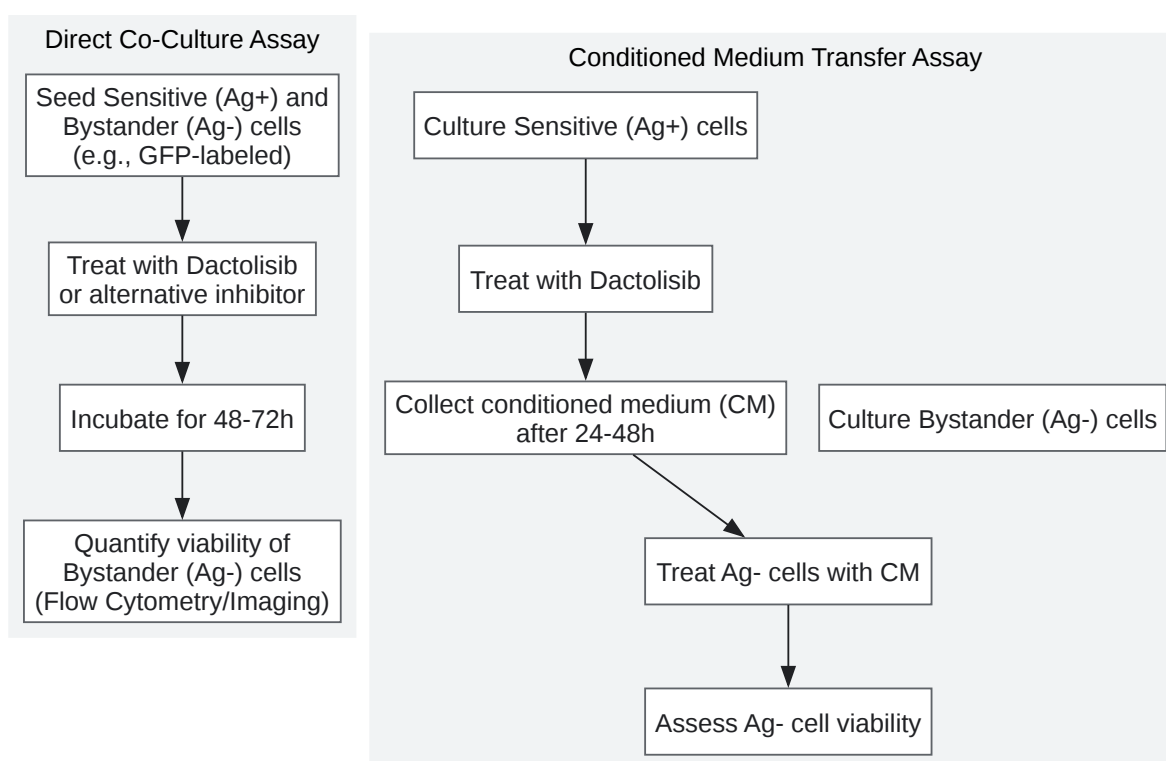 Direct Co-Culture Assay
Seed Sensitive (Ag+) and
Bystander (Ag-) cells
(e.g., GFP-labeled)
Treat with Dactolisib
or alternative inhibitor
Incubate for 48-72h
Quantify viability of
Bystander (Ag-) cells
(Flow Cytometry/Imaging)
Conditioned Medium Transfer Assay
Culture Sensitive (Ag+) cells
Treat with Dactolisib
Collect conditioned medium (CM)
after 24-48h
Culture Bystander (Ag-) cells
Treat Ag- cells with CM
Assess Ag- cell viability